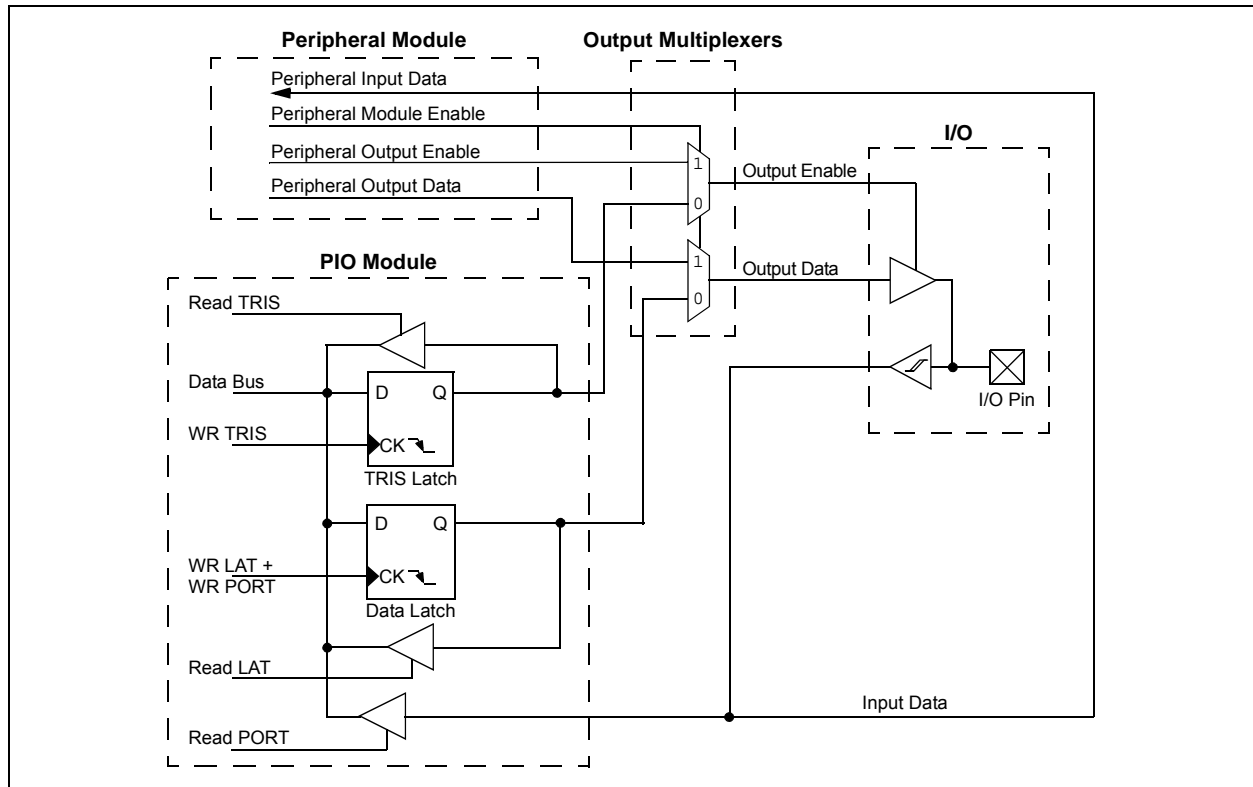 Peripheral Module
Output Multiplexers
Peripheral Input Data
Peripheral Module Enable
I/O
Peripheral Output Enable
1
Output Enable
Peripheral Output Data
0
PIO Module
1
Output Data
Read TRIS
0
Data Bus
D Q
I/O Pin
WR TRIS
CK
TRIS Latch
D Q
WR LAT +
WR PORT
CK
Data Latch
Read LAT
Input Data
Read PORT